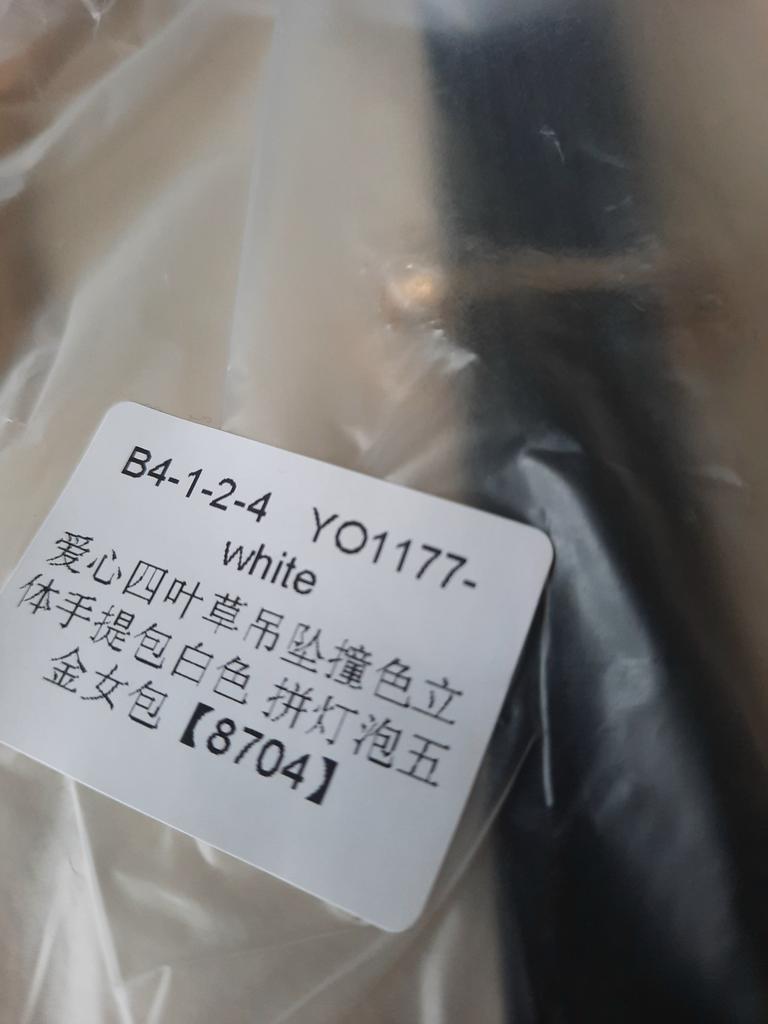 B4-1-2-4 YO1177-
white
爱心四叶草吊坠撞色立
体手提包白色 拼灯泡五
金女包【8704】